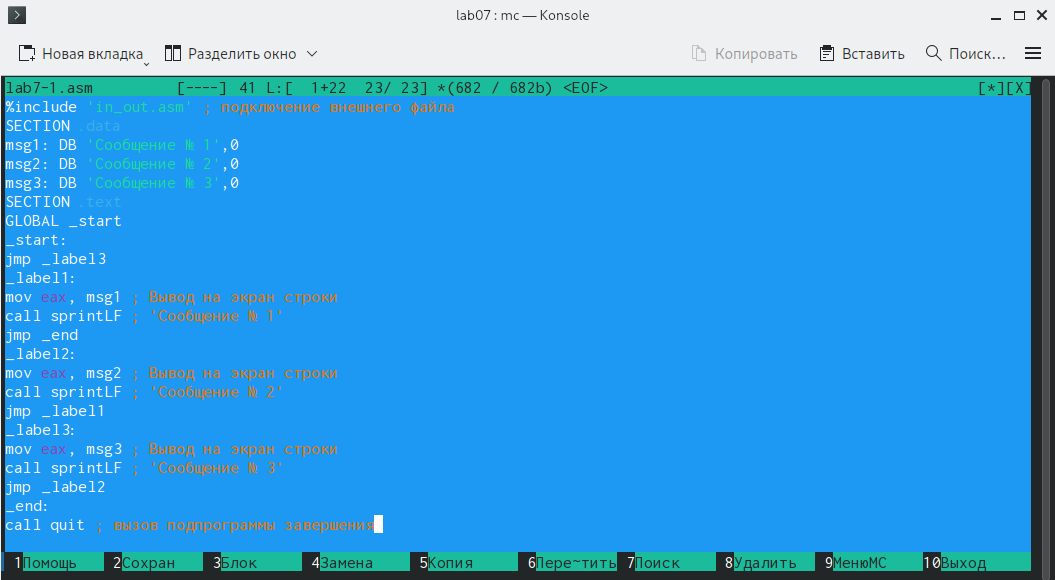 lab07 : mc — Konsole
Новая вкладка Разделить окно Копировать Вставить Поиск...
lab7-1.asm [----] 41 L:[ 1+22 23/ 23] *(682 / 682b) <EOF> [*][X]
%include 'in_out.asm' ; подключение внешнего файла
SECTION .data
msg1: DB 'Сообщение № 1',0
msg2: DB 'Сообщение № 2',0
msg3: DB 'Сообщение № 3',0
SECTION .text
GLOBAL _start
_start:
jmp _label3
_label1:
mov eax, msg1 ; Вывод на экран строки
call sprintLF ; 'Сообщение № 1'
jmp _end
_label2:
mov eax, msg2 ; Вывод на экран строки
call sprintLF ; 'Сообщение № 2'
jmp _label1
_label3:
mov eax, msg3 ; Вывод на экран строки
call sprintLF ; 'Сообщение № 3'
jmp _label2
_end:
call quit ; вызов подпрограммы завершения
1Помощь 2Сохран 3Блок 4Замена 5Копия 6Пере~тить 7Поиск 8Удалить 9МенюMC 10Выход